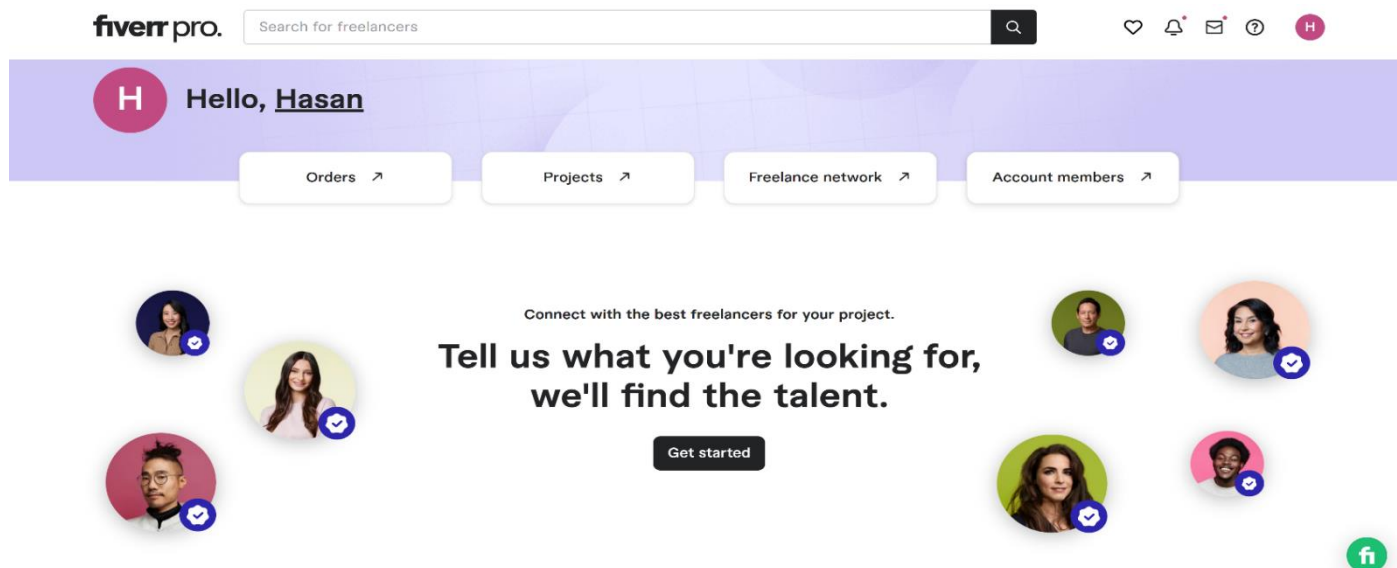 fiverr pro.
Search for freelancers
H
H
Hello, Hasan
Orders
Projects
Freelance network
Account members
Connect with the best freelancers for your project.
Tell us what you're looking for,
we'll find the talent.
Get started
fi